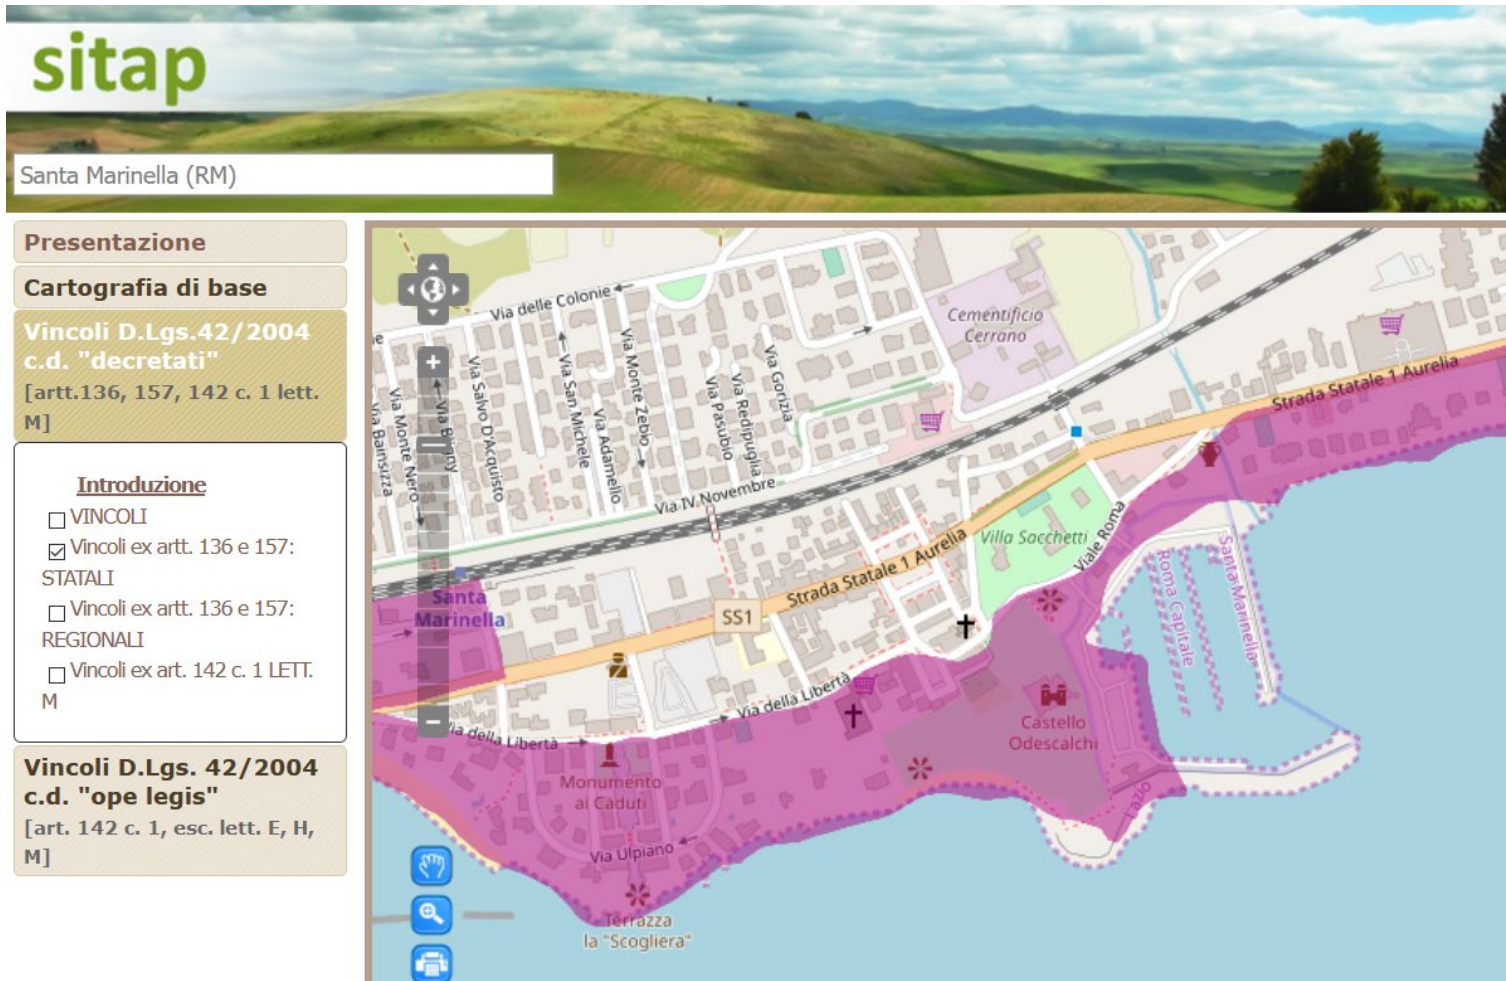 sitap
Santa Marinella (RM)
Presentazione
Cartografia di base
Vincoli D.Lgs.42/2004
c.d. "decretati"
[artt.136, 157, 142 c. 1 lett.
M]
Introduzione
VINCOLI
Vincoli ex artt. 136 e 157:
STATALI
Vincoli ex artt. 136 e 157:
REGIONALI
Vincoli ex art. 142 c. 1 LETT.
M
Vincoli D.Lgs. 42/2004
c.d. "ope legis"
[art. 142 c. 1, esc. lett. E, H,
M]
Via delle Colonie
Cementificio
Cerrano
Via Bainsizza
Via Monte Nero
Via Salvo D'Acquisto
Via San Michele
Via Adamello
Via Monte Zebio
Via Pasubio
Via Redipuglia
Via Gorizia
Via IV Novembre
Strada Statale 1 Aurelia
Strada Statale 1 Aurelia
Villa Sacchetti
Viale Roma
Roma Capitale
Santa Marinella
Santa
Marinella
SS1
Via della Libertà
Via della Libertà
Castello
Odescalchi
Monumento
ai Caduti
Lazio
Via Ulpiano
Terrazza
la "Scogliera"